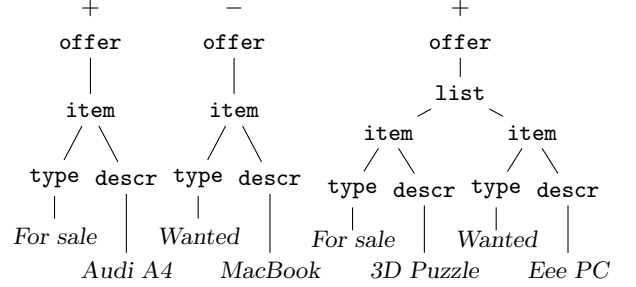 + − +
offer offer offer
list
item item
item item
type descr type descr
type descr type descr
For sale Wanted
For sale Wanted
Audi A4 MacBook 3D Puzzle Eee PC